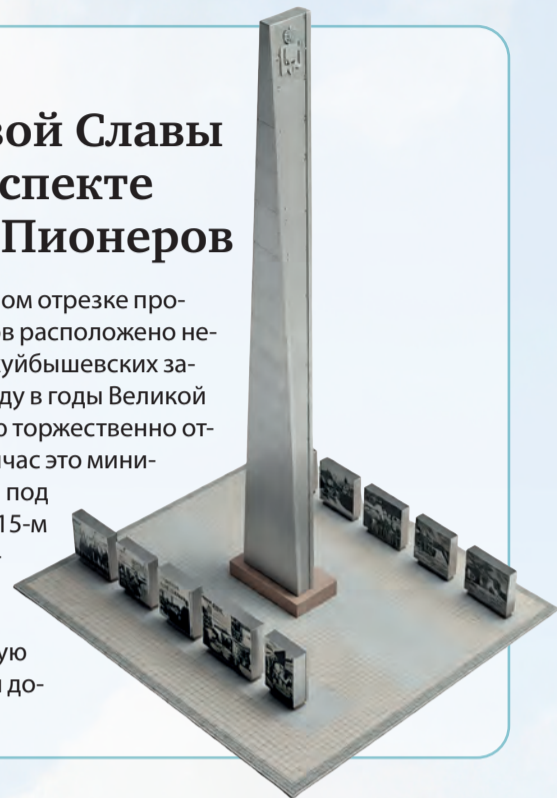 вой Славы
спекте
Пионеров
ом отрезке про-
ов расположено не-
уйбышевских за-
ду в годы Великой
о торжественно от-
час это мини-
под
15-м
ую
до-